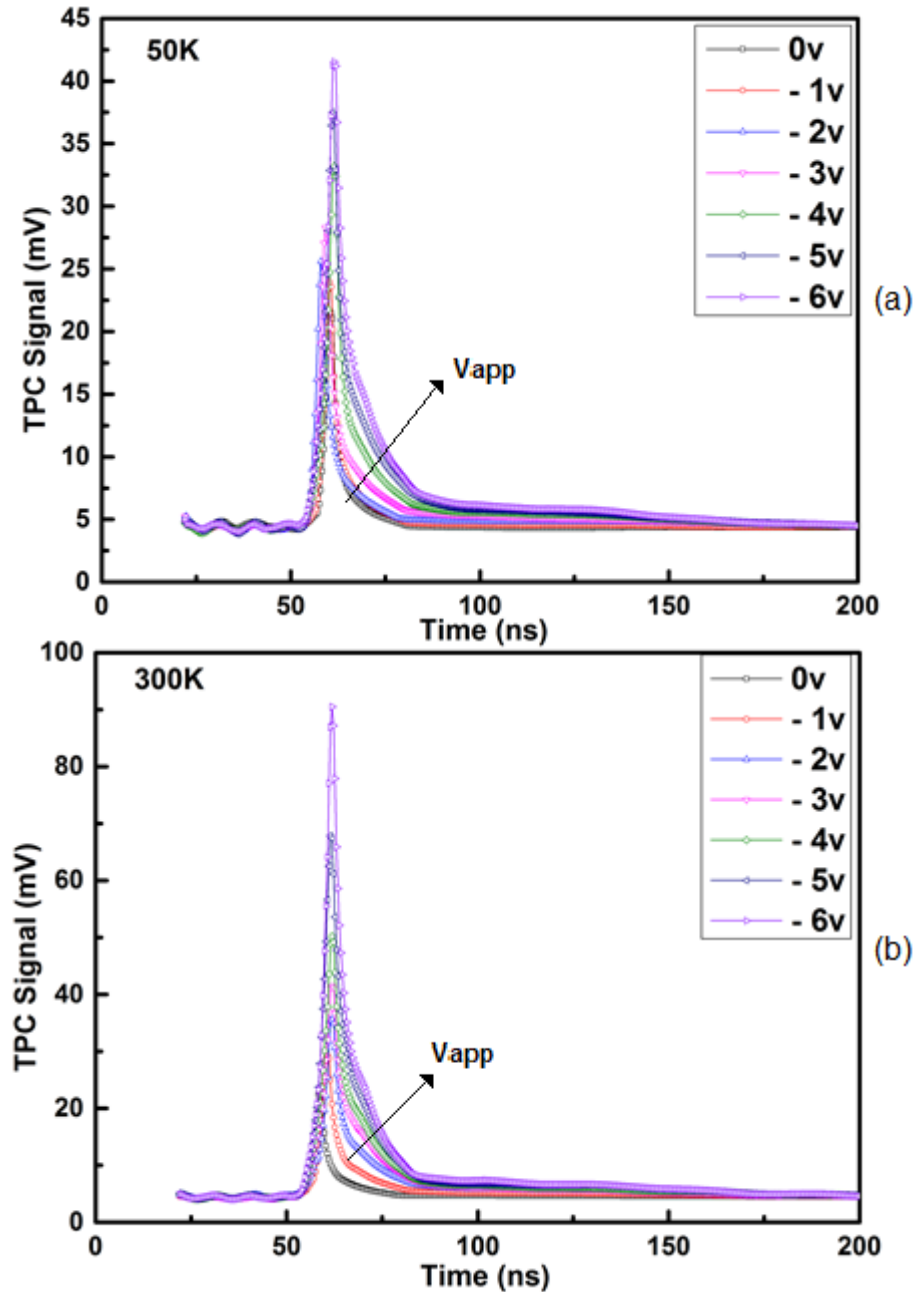 45
40
35
30
25
20
15
10
5
0
TPC Signal (mV)
50K
0v
- 1v
- 2v
- 3v
- 4v
- 5v
- 6v
Vapp
(a)
0 50 100 150 200
Time (ns)
100
80
60
40
20
0
TPC Signal (mV)
300K
0v
- 1v
- 2v
- 3v
- 4v
- 5v
- 6v
Vapp
(b)
0 50 100 150 200
Time (ns)